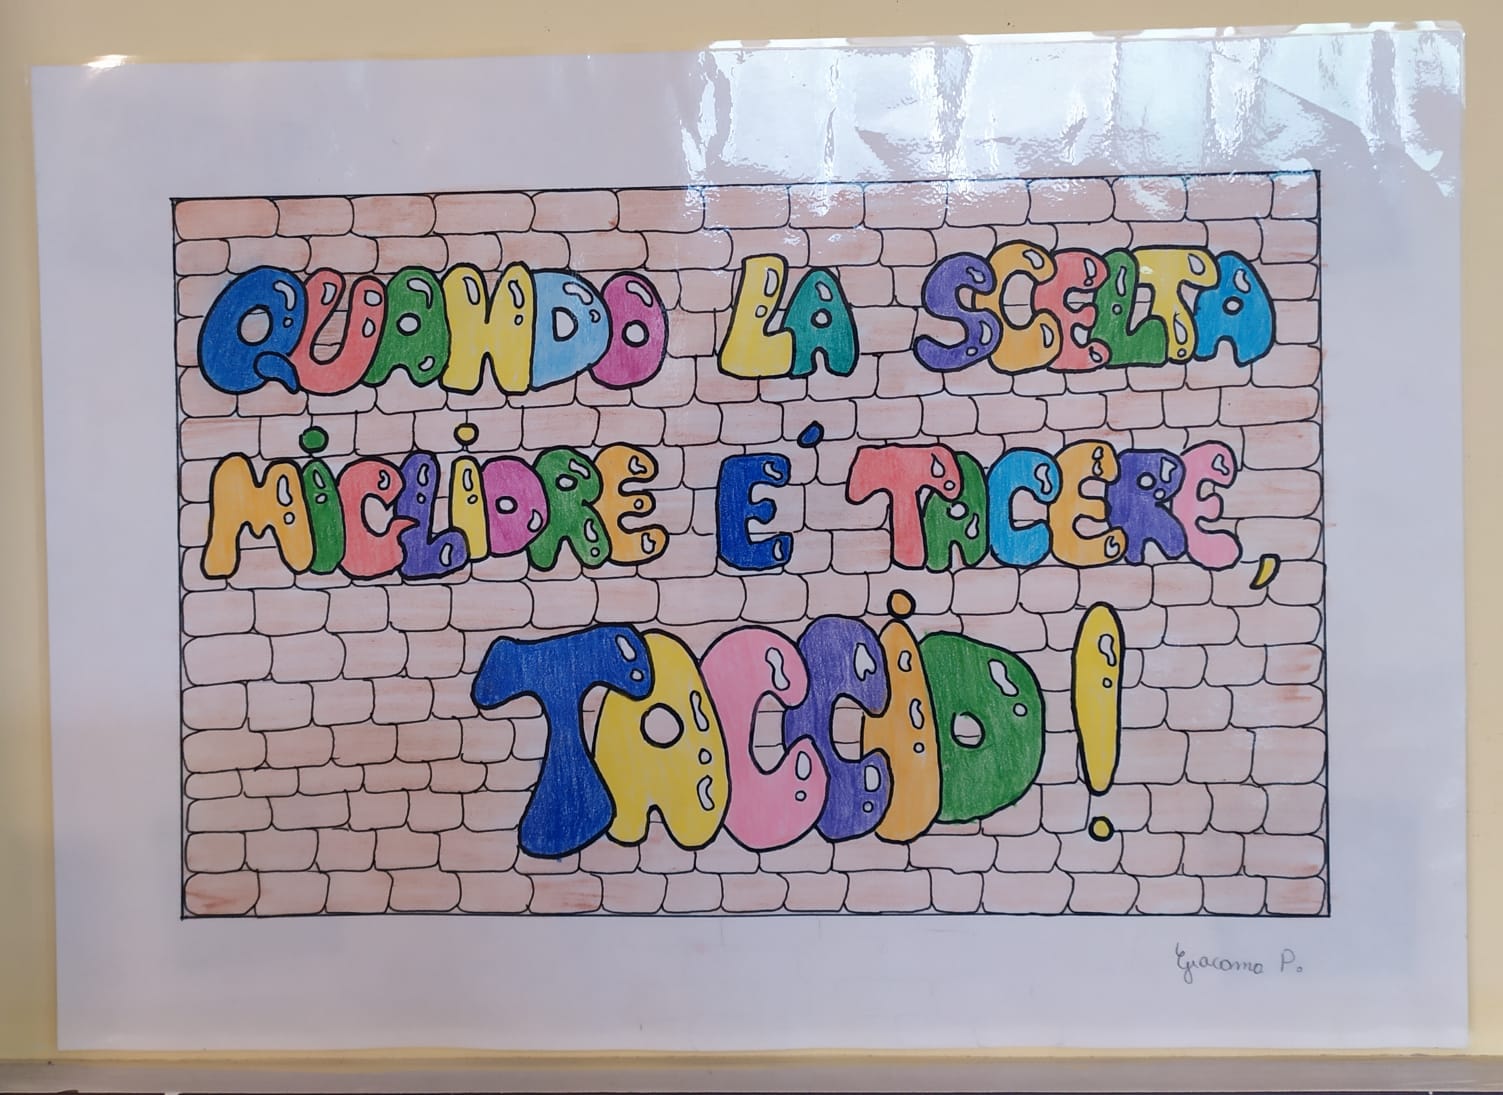 QUANDO LA SCELTA
MiGLiORE É TACERE,
TACCiO!
Giacomo P.